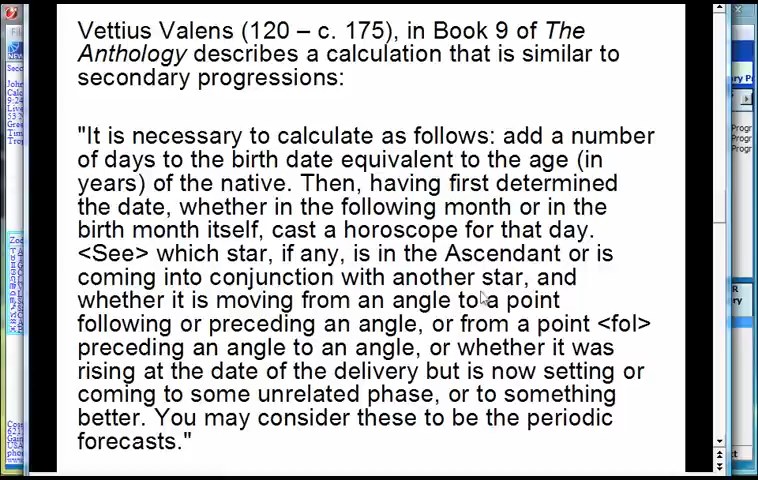 Vettius Valens (120 – c. 175), in Book 9 of The
Anthology describes a calculation that is similar to
secondary progressions:
"It is necessary to calculate as follows: add a number
of days to the birth date equivalent to the age (in
years) of the native. Then, having first determined
the date, whether in the following month or in the
birth month itself, cast a horoscope for that day.
<See> which star, if any, is in the Ascendant or is
coming into conjunction with another star, and
whether it is moving from an angle to a point
following or preceding an angle, or from a point <fol>
preceding an angle to an angle, or whether it was
rising at the date of the delivery but is now setting or
coming to some unrelated phase, or to something
better. You may consider these to be the periodic
forecasts."